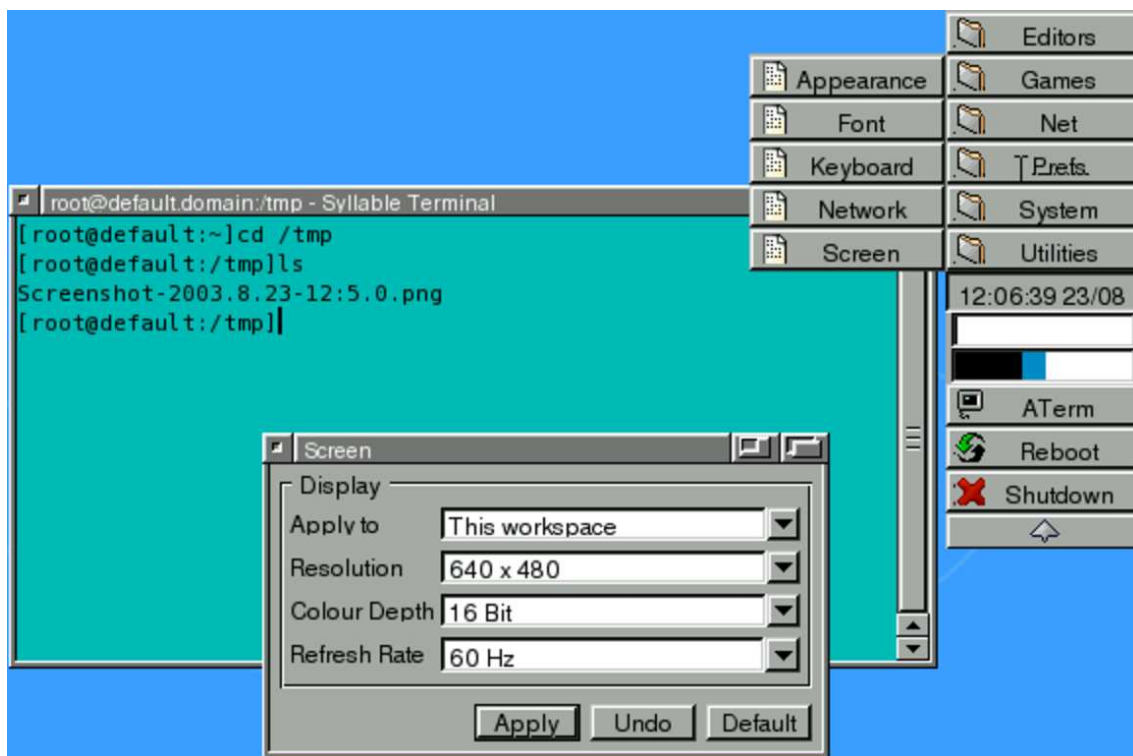 Editors
Appearance
Games
Font
Net
Keyboard
Prefs.
Network
System
Screen
Utilities
12:06:39 23/08
ATerm
Reboot
Shutdown
root@default.domain:/tmp - Syllable Terminal
[root@default:~]cd /tmp
[root@default:/tmp]ls
Screenshot-2003.8.23-12:5.0.png
[root@default:/tmp]
Screen
Display
Apply to This workspace
Resolution 640 x 480
Colour Depth 16 Bit
Refresh Rate 60 Hz
Apply Undo Default